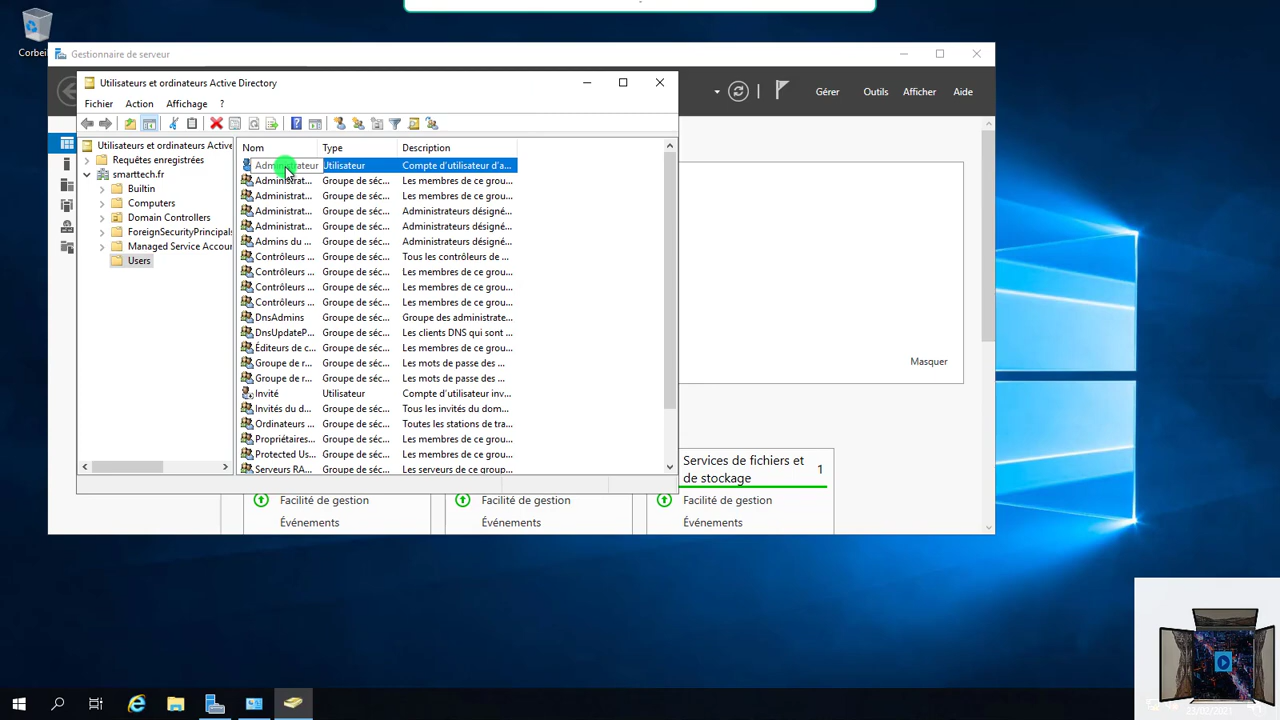 Corbei
Gestionnaire de serveur
Gérer
Outils
Afficher
Aide
Utilisateurs et ordinateurs Active Directory
Fichier
Action
Affichage
?
Utilisateurs et ordinateurs Active
Requêtes enregistrées
smarttech.fr
Builtin
Computers
Domain Controllers
ForeignSecurityPrincipals
Managed Service Accour
Users
Nom Type Description
Administrateur Utilisateur Compte d'utilisateur d'a...
Administrat... Groupe de séc... Les membres de ce grou...
Administrat... Groupe de séc... Les membres de ce grou...
Administrat... Groupe de séc... Administrateurs désigné...
Administrat... Groupe de séc... Administrateurs désigné...
Admins du ... Groupe de séc... Administrateurs désigné...
Contrôleurs ... Groupe de séc... Tous les contrôleurs de ...
Contrôleurs ... Groupe de séc... Les membres de ce grou...
Contrôleurs ... Groupe de séc... Les membres de ce grou...
Contrôleurs ... Groupe de séc... Les membres de ce grou...
DnsAdmins Groupe de séc... Groupe des administrate...
DnsUpdateP... Groupe de séc... Les clients DNS qui sont ...
Éditeurs de c... Groupe de séc... Les membres de ce grou...
Groupe de r... Groupe de séc... Les mots de passe des ...
Groupe de r... Groupe de séc... Les mots de passe des ...
Invité Utilisateur Compte d'utilisateur inv...
Invités du d... Groupe de séc... Tous les invités du dom...
Ordinateurs ... Groupe de séc... Toutes les stations de tra...
Propriétaires... Groupe de séc... Les membres de ce grou...
Protected Us... Groupe de séc... Les membres de ce grou...
Serveurs RA... Groupe de séc... Les serveurs de ce group...
Masquer
Services de fichiers et
de stockage
1
Facilité de gestion
Événements
Facilité de gestion
Événements
Facilité de gestion
Événements